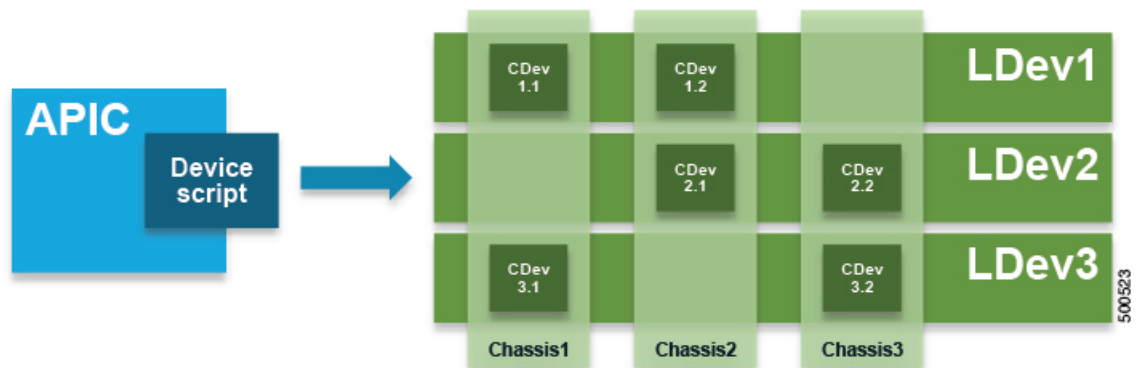 APIC
Device
script
CDev
1.1
CDev
1.2
LDev1
CDev
2.1
CDev
2.2
LDev2
CDev
3.1
CDev
3.2
LDev3
Chassis1
Chassis2
Chassis3
500523